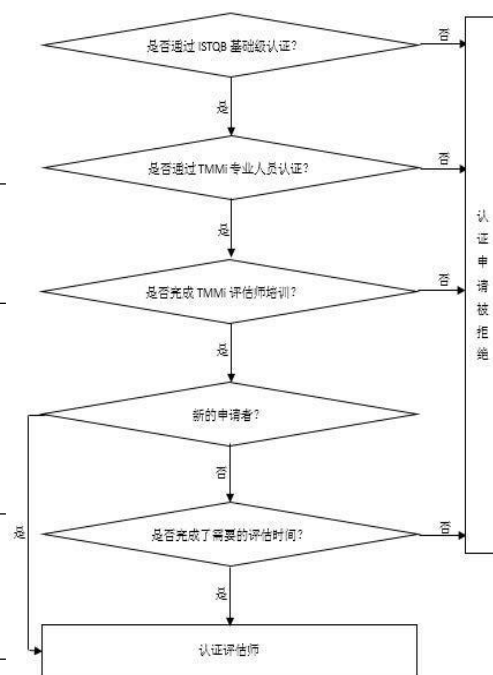 是否通过 ISTQB 基础级认证？
否
是
是否通过 TMMi 专业人员认证？
否
是
是否完成 TMMi 评估师培训？
否
是
新的申请者？
否
是
是否完成了需要的评估时间？
否
是
认证评估师
认证申请被拒绝